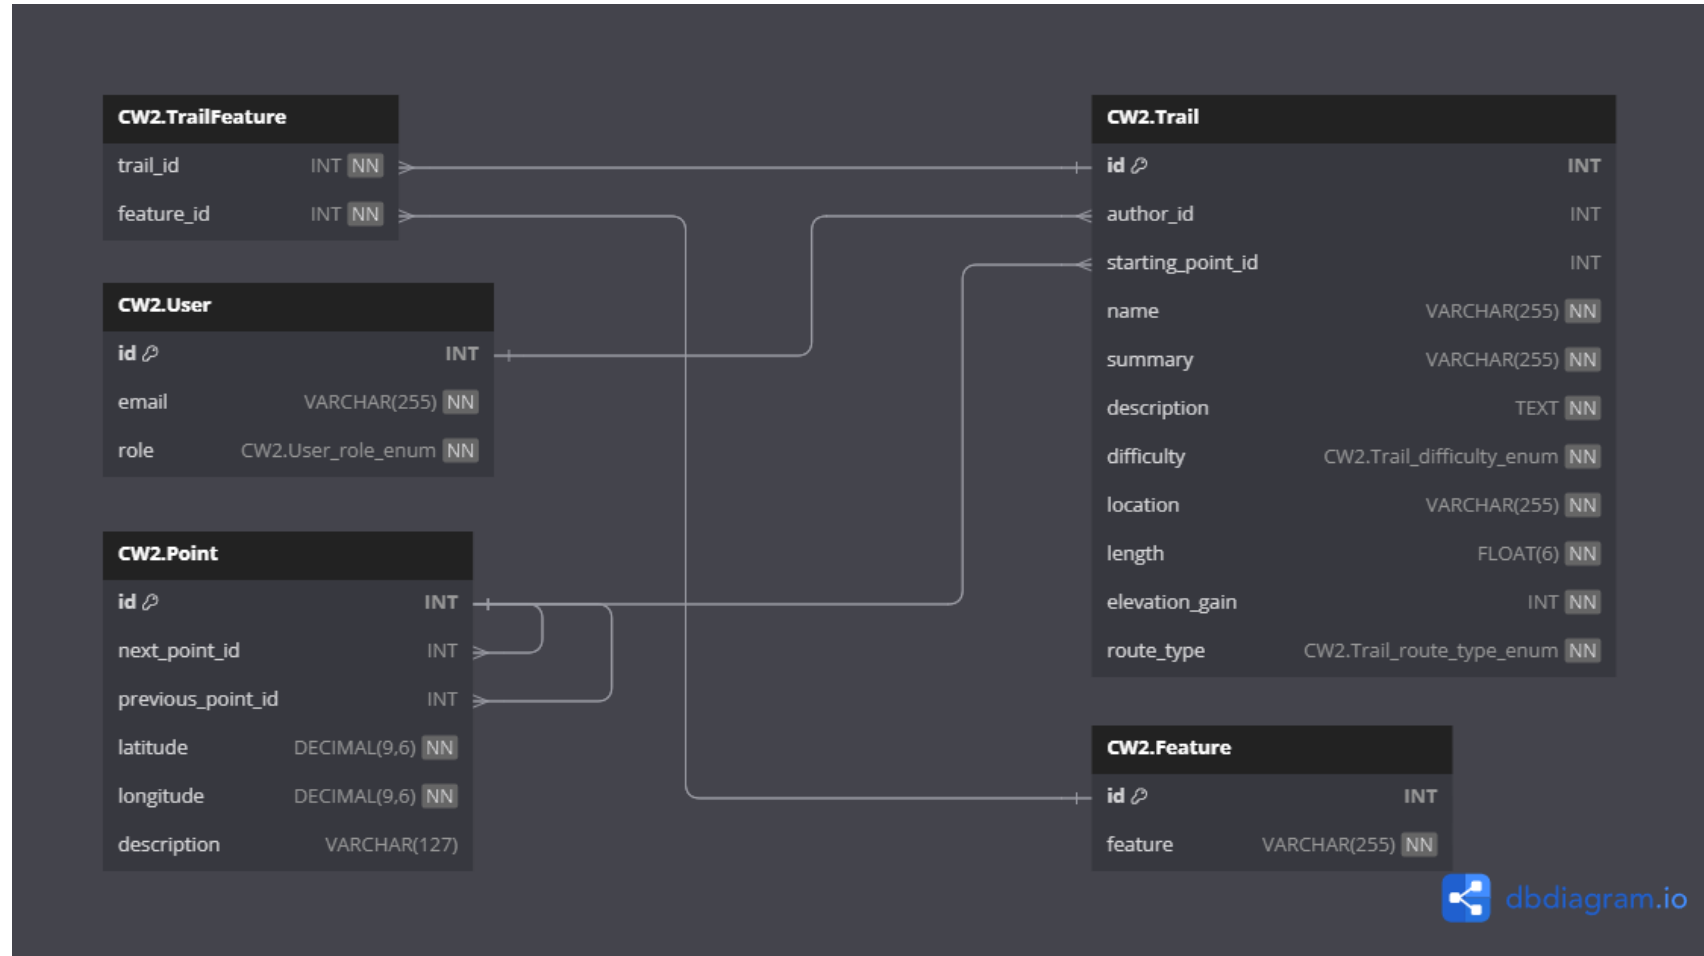 CW2.TrailFeature
trail_id INT NN
feature_id INT NN
CW2.User
id INT
email VARCHAR(255) NN
role CW2.User_role_enum NN
CW2.Point
id INT
next_point_id INT
previous_point_id INT
latitude DECIMAL(9,6) NN
longitude DECIMAL(9,6) NN
description VARCHAR(127)
CW2.Trail
id INT
author_id INT
starting_point_id INT
name VARCHAR(255) NN
summary VARCHAR(255) NN
description TEXT NN
difficulty CW2.Trail_difficulty_enum NN
location VARCHAR(255) NN
length FLOAT(6) NN
elevation_gain INT NN
route_type CW2.Trail_route_type_enum NN
CW2.Feature
id INT
feature VARCHAR(255) NN
dbdiagram.io